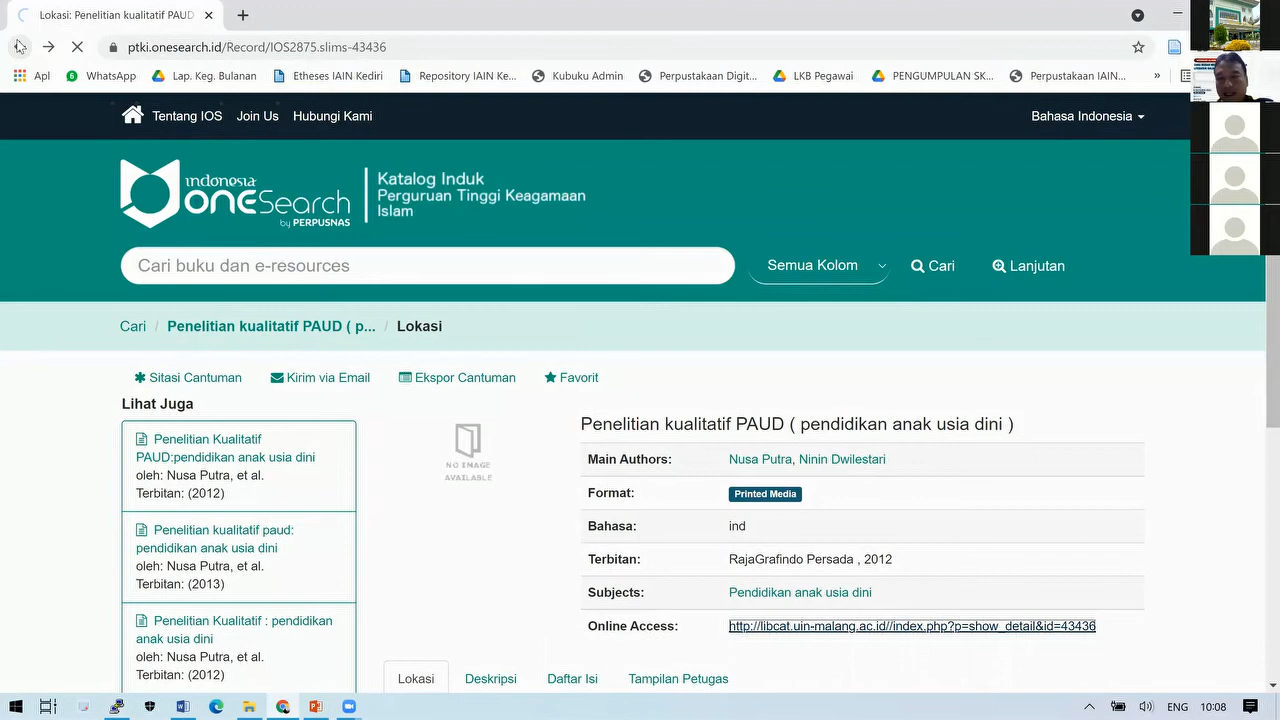 Lokasi: Penelitian kualitatif PAUD
ptki.onesearch.id/Record/IOS2875.slims-43436
Apl
WhatsApp
Lap. Keg. Bulanan
Etheses IAIN Kediri
Repository IAIN...
Kubuku Admin
Perpustakaan Digit...
LKB Pegawai
PENGUMPULAN SK...
Perpustakaan IAIN...
»
Tentang IOS
Join Us
Hubungi Kami
Bahasa Indonesia
indonesia
OneSearch
by PERPUSNAS
Katalog Induk
Perguruan Tinggi Keagamaan
Islam
Cari buku dan e-resources
Semua Kolom
Cari
Lanjutan
Cari / Penelitian kualitatif PAUD ( p... / Lokasi
Sitasi Cantuman
Kirim via Email
Ekspor Cantuman
Favorit
Lihat Juga
Penelitian Kualitatif
PAUD:pendidikan anak usia dini
oleh: Nusa Putra, et al.
Terbitan: (2012)
Penelitian kualitatif paud:
pendidikan anak usia dini
oleh: Nusa Putra, et al.
Terbitan: (2013)
Penelitian Kualitatif : pendidikan
anak usia dini
oleh: Nusa Putra, et al.
Terbitan: (2012)
NO IMAGE
AVAILABLE
Penelitian kualitatif PAUD ( pendidikan anak usia dini )
Main Authors: Nusa Putra, Ninin Dwilestari
Format: Printed Media
Bahasa: ind
Terbitan: RajaGrafindo Persada , 2012
Subjects: Pendidikan anak usia dini
Online Access: http://libcat.uin-malang.ac.id//index.php?p=show_detail&id=43436
Lokasi
Deskripsi
Daftar Isi
Tampilan Petugas
ENG
10:08